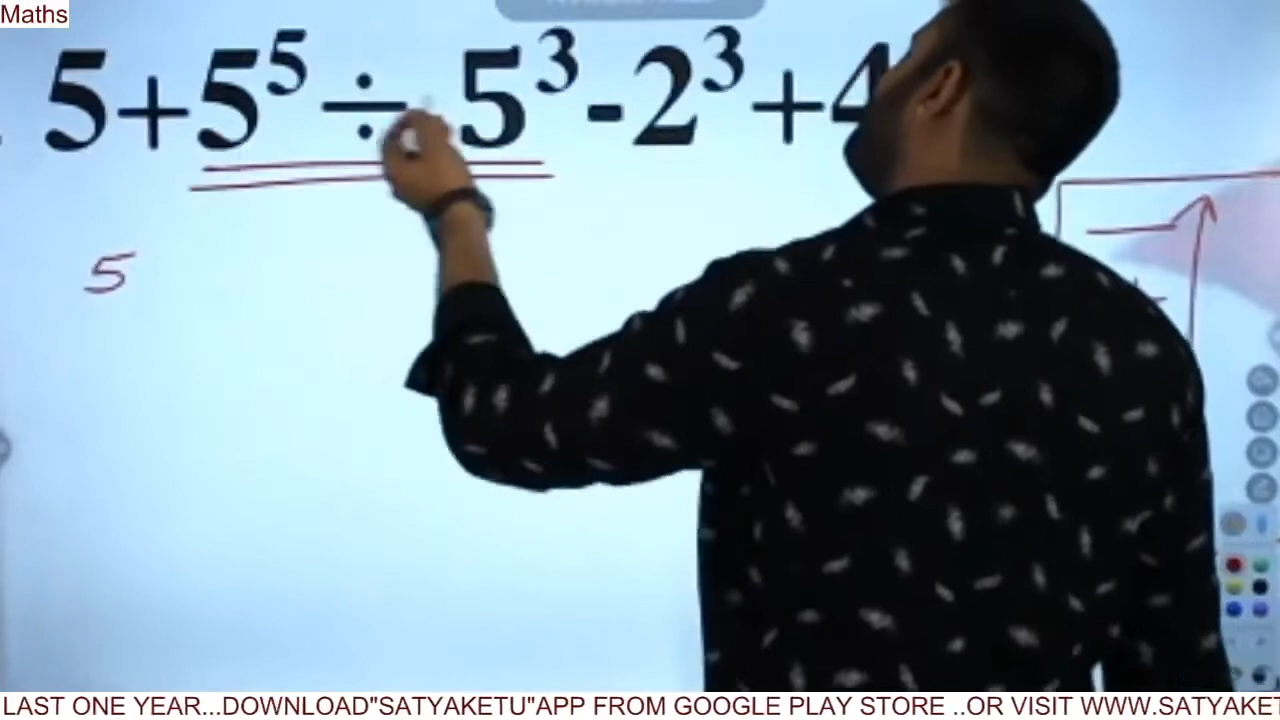 Maths
5+5⁵÷5³-2³+4
5
LAST ONE YEAR...DOWNLOAD"SATYAKETU"APP FROM GOOGLE PLAY STORE ..OR VISIT WWW.SATYAKET